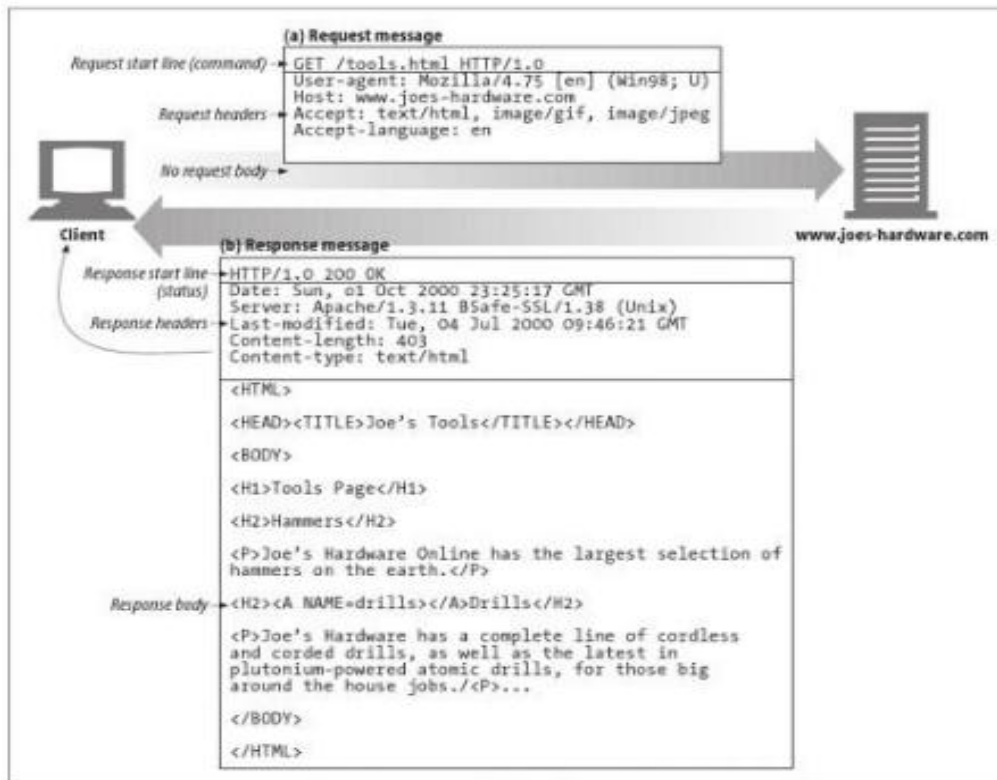 (a) Request message
Request start line (command)
GET /tools.html HTTP/1.0
User-agent: Mozilla/4.75 [en] (Win98; U)
Host: www.joes-hardware.com
Request headers
Accept: text/html, image/gif, image/jpeg
Accept-language: en
No request body
Client
www.joes-hardware.com
(b) Response message
Response start line
(status)
HTTP/1.0 200 OK
Date: Sun, 01 Oct 2000 23:25:17 GMT
Server: Apache/1.3.11 BSafe-SSL/1.38 (Unix)
Response headers
Last-modified: Tue, 04 Jul 2000 09:46:21 GMT
Content-length: 403
Content-type: text/html
<HTML>
<HEAD><TITLE>Joe's Tools</TITLE></HEAD>
<BODY>
<H1>Tools Page</H1>
<H2>Hammers</H2>
<P>Joe's Hardware Online has the largest selection of
hammers on the earth.</P>
Response body
<H2><A NAME=drills></A>Drills</H2>
<P>Joe's Hardware has a complete line of cordless
and corded drills, as well as the latest in
plutonium-powered atomic drills, for those big
around the house jobs./<P>...
</BODY>
</HTML>